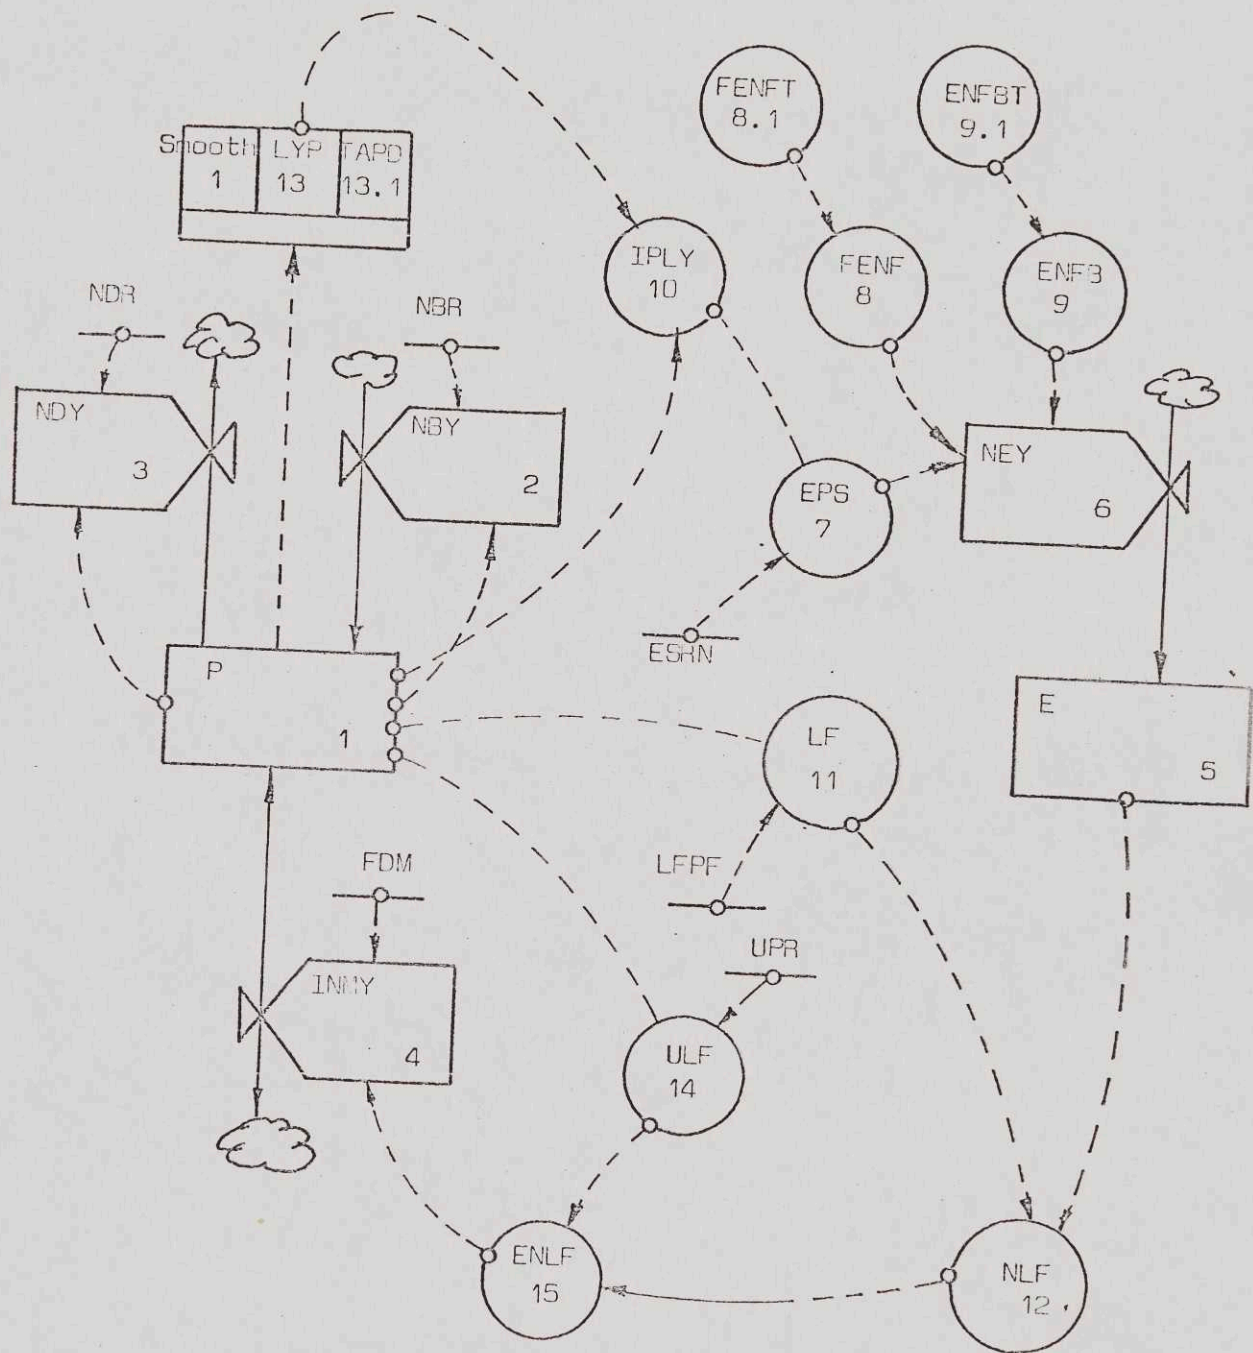 FENFT
8.1
ENFBT
9.1
Smooth
1
LYP
13
TAPD
13.1
IPLY
10
FENF
8
ENFB
9
NDR
NBR
NDY
3
NBY
2
NEY
6
EPS
7
ESRN
P
1
LF
11
E
5
FDM
LFPF
UPR
INMY
4
ULF
14
ENLF
15
NLF
12.